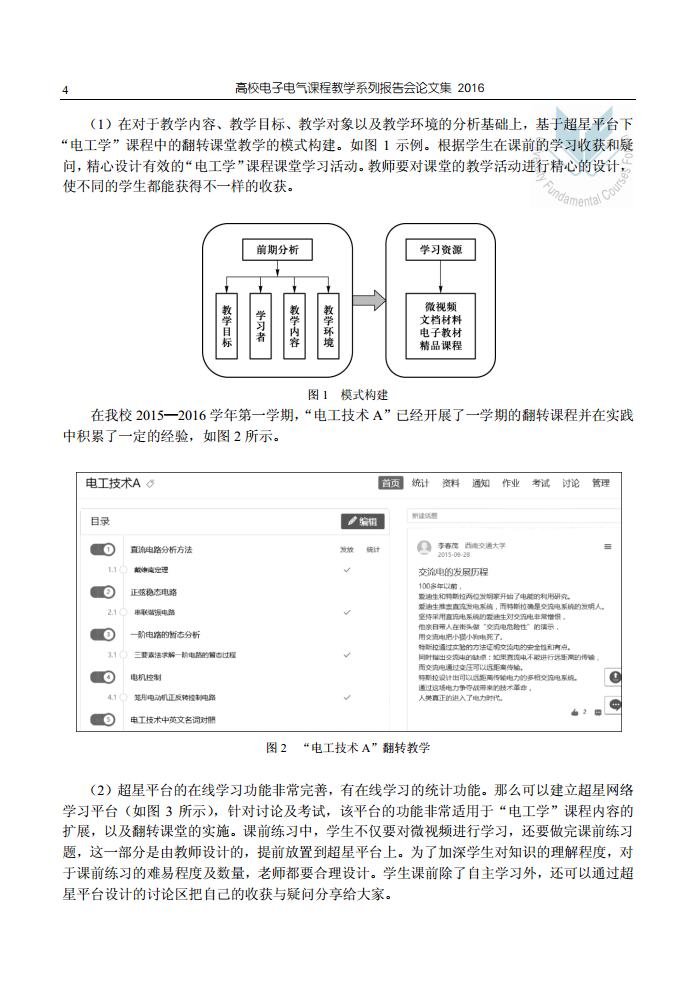 4
高校电子电气课程教学系列报告会论文集 2016
（1）在对于教学内容、教学目标、教学对象以及教学环境的分析基础上，基于超星平台下
“电工学”课程中的翻转课堂教学的模式构建。如图 1 示例。根据学生在课前的学习收获和疑
问，精心设计有效的“电工学”课程课堂学习活动。教师要对课堂的教学活动进行精心的设计，
使不同的学生都能获得不一样的收获。
Fundamental Courses
前期分析
教学目标
学习者
教学内容
教学环境
学习资源
微视频
文档材料
电子教材
精品课程
图 1 模式构建
在我校 2015—2016 学年第一学期，“电工技术 A”已经开展了一学期的翻转课程并在实践
中积累了一定的经验，如图 2 所示。
电工技术A
首页 统计 资料 通知 作业 考试 讨论 管理
目录
编辑
1 直流电路分析方法 发放 统计
1.1 戴维南定理
2 正弦稳态电路
2.1 串联谐振电路
3 一阶电路的暂态分析
3.1 三要素法求解一阶电路的暂态过程
4 电机控制
4.1 笼形电动机正反转控制电路
5 电工技术中英文名词对照
新建话题
李春茂 西南交通大学
2015-09-28
交流电的发展历程
100多年以前，
爱迪生和特斯拉两位发明家开始了电能的利用研究。
爱迪生推崇直流发电系统，而特斯拉确是交流电系统的发明人。
坚持采用直流电系统的爱迪生对交流电非常憎恨，
他亲自带人在街头做“交流电危险性”的演示，
用交流电把小猫小狗电死了。
特斯拉通过实验的方法证明交流电的安全性和有点。
同时指出交流电的缺点：如果直流电不能进行远距离的传输，
而交流电通过变压可以远距离传输。
特斯拉设计出可以远距离传输电力的多相交流电系统。
通过这场电力争夺战带来的技术革命，
人类真正的进入了电力时代。
2
图 2 “电工技术 A”翻转教学
（2）超星平台的在线学习功能非常完善，有在线学习的统计功能。那么可以建立超星网络
学习平台（如图 3 所示），针对讨论及考试，该平台的功能非常适用于“电工学”课程内容的
扩展，以及翻转课堂的实施。课前练习中，学生不仅要对微视频进行学习，还要做完课前练习
题，这一部分是由教师设计的，提前放置到超星平台上。为了加深学生对知识的理解程度，对
于课前练习的难易程度及数量，老师都要合理设计。学生课前除了自主学习外，还可以通过超
星平台设计的讨论区把自己的收获与疑问分享给大家。